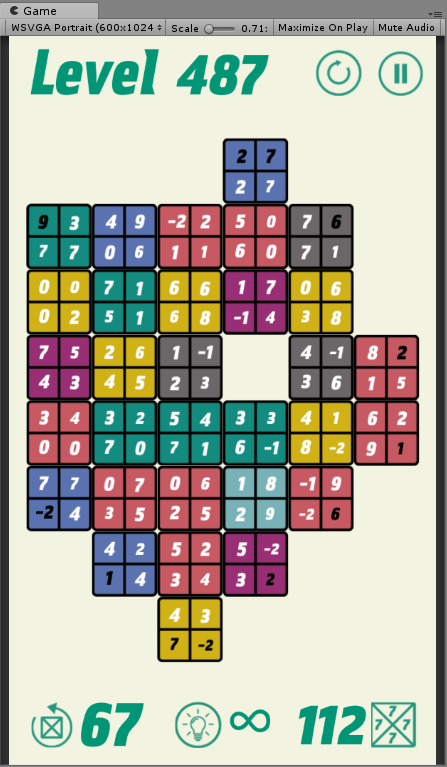 Game
WSVGA Portrait (600x1024 Scale 0.71: Maximize On Play Mute Audio
Level 487
2 7
2 7
9 3 4 9 -2 2 5 0 7 6
7 7 0 6 1 1 6 0 7 1
0 0 7 1 6 6 1 7 0 6
0 2 5 1 6 8 -1 4 3 8
7 5 2 6 1 -1 4 -1 8 2
4 3 4 5 2 3 3 6 1 5
3 4 3 2 5 4 3 3 4 1 6 2
0 0 7 0 7 1 6 -1 8 -2 9 1
7 7 0 7 0 6 1 8 -1 9
-2 4 3 5 2 5 2 9 -2 6
4 2 5 2 5 -2
1 4 3 4 3 2
4 3
7 -2
67 ∞ 112 7 7 7 7